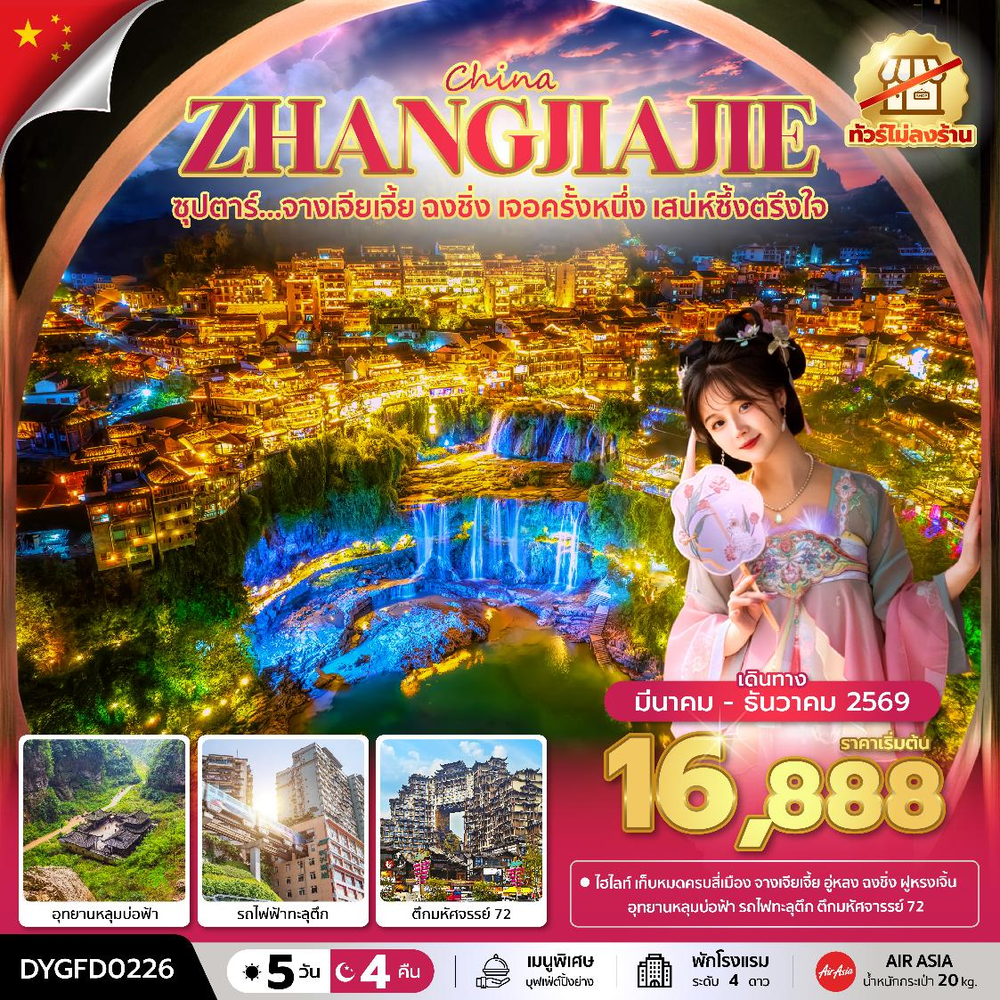 China
ZHANGJIAJIE
ทัวร์ไม่ลงร้าน
ซุปตาร์...จางเจียเจี้ย ฉงชิ่ง เจอครั้งหนึ่ง เสน่ห์ซึ้งตรึงใจ
เดินทาง
มีนาคม - ธันวาคม 2569
ราคาเริ่มต้น
16,888
อุทยานหลุมบ่อฟ้า
รถไฟฟ้าทะลุตึก
ตึกมหัศจรรย์ 72
• ไฮไลท์ เก็บหมดครบสี่เมือง จางเจียเจี้ย อู่หลง ฉงชิ่ง ฝูหรงเจิ้น
อุทยานหลุมบ่อฟ้า รถไฟทะลุตึก ตึกมหัศจารรย์ 72
DYGFD0226
5 วัน 4 คืน
เมนูพิเศษ
บุฟเฟ่ต์ปิ้งย่าง
พักโรงแรม
ระดับ 4 ดาว
AirAsia
AIR ASIA
น้ำหนักกระเป๋า 20 kg.